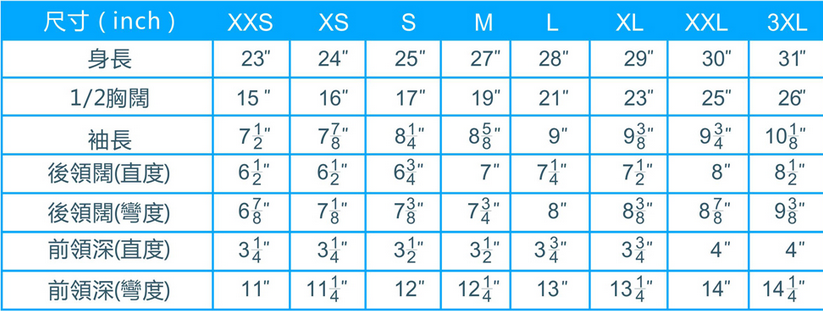 尺寸 ( inch ) XXS XS S M L XL XXL 3XL
身長 23" 24" 25" 27" 28" 29" 30" 31"
1/2胸闊 15 " 16" 17" 19" 21" 23" 25" 26"
袖長 7 1/2" 7 7/8" 8 1/4" 8 5/8" 9" 9 3/8" 9 3/4" 10 1/8"
後領闊(直度) 6 1/2" 6 1/2" 6 3/4" 7" 7 1/4" 7 1/2" 8" 8 1/2"
後領闊(彎度) 6 7/8" 7 1/8" 7 3/8" 7 3/4" 8" 8 3/8" 8 7/8" 9 3/8"
前領深(直度) 3 1/4" 3 1/4" 3 1/2" 3 1/2" 3 3/4" 3 3/4" 4" 4"
前領深(彎度) 11" 11 1/4" 12" 12 1/4" 13" 13 1/4" 14" 14 1/4"